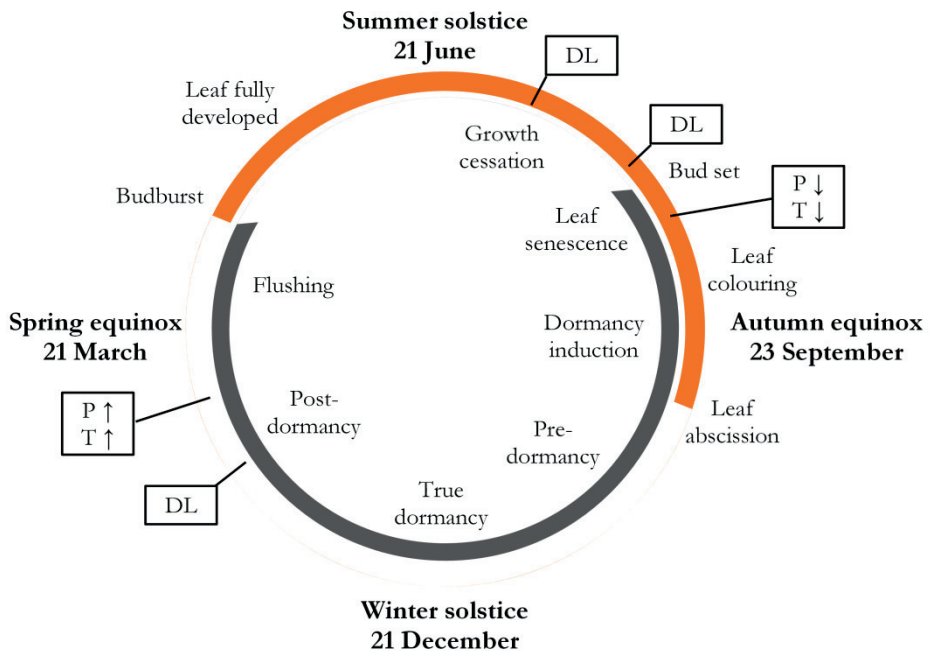 Summer solstice
21 June
DL
Leaf fully
developed
Growth
cessation
DL
Bud set
P ↓
T ↓
Budburst
Leaf
senescence
Leaf
colouring
Flushing
Spring equinox
21 March
Dormancy
induction
Autumn equinox
23 September
P ↑
T ↑
Post-
dormancy
Pre-
dormancy
Leaf
abscission
DL
True
dormancy
Winter solstice
21 December